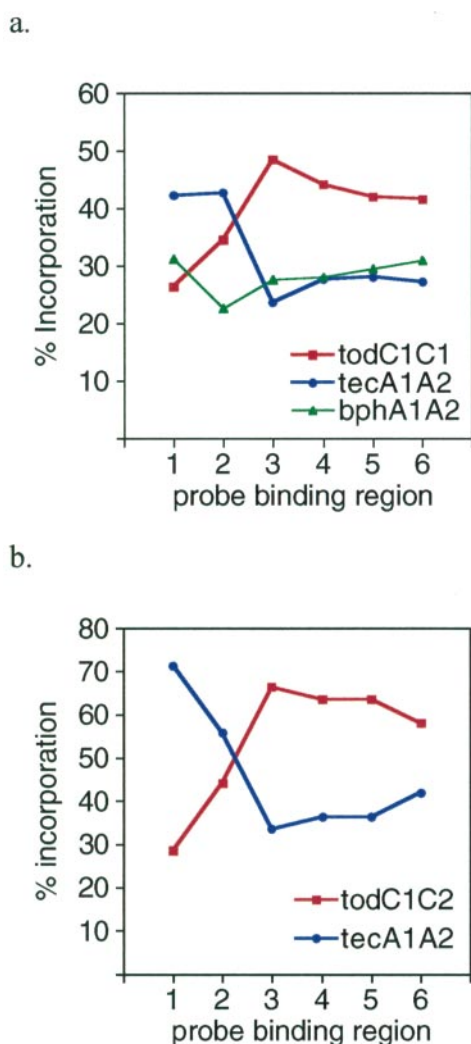 a.
60
50
40
30
20
10
% Incorporation
todC1C1
tecA1A2
bphA1A2
1 2 3 4 5 6
probe binding region
b.
80
70
60
50
40
30
20
10
% incorporation
todC1C2
tecA1A2
1 2 3 4 5 6
probe binding region